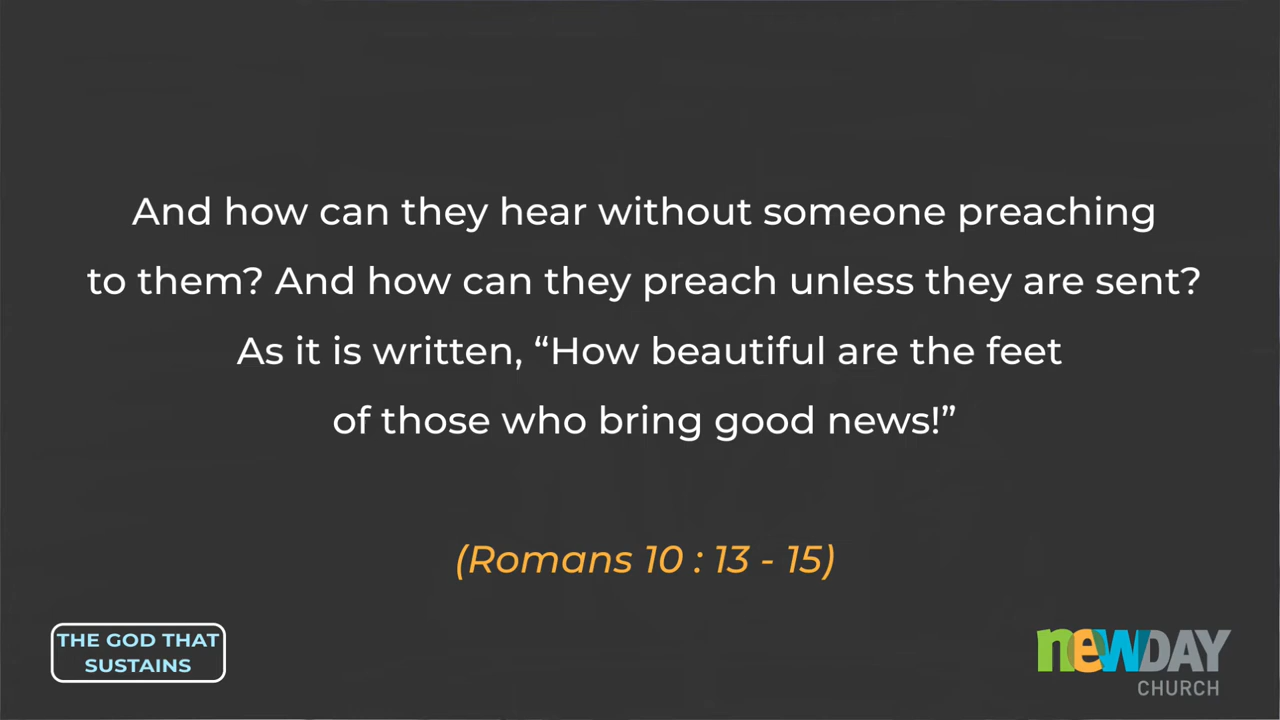 And how can they hear without someone preaching
to them? And how can they preach unless they are sent?
As it is written, “How beautiful are the feet
of those who bring good news!”
(Romans 10 : 13 - 15)
THE GOD THAT
SUSTAINS
newDAY
CHURCH